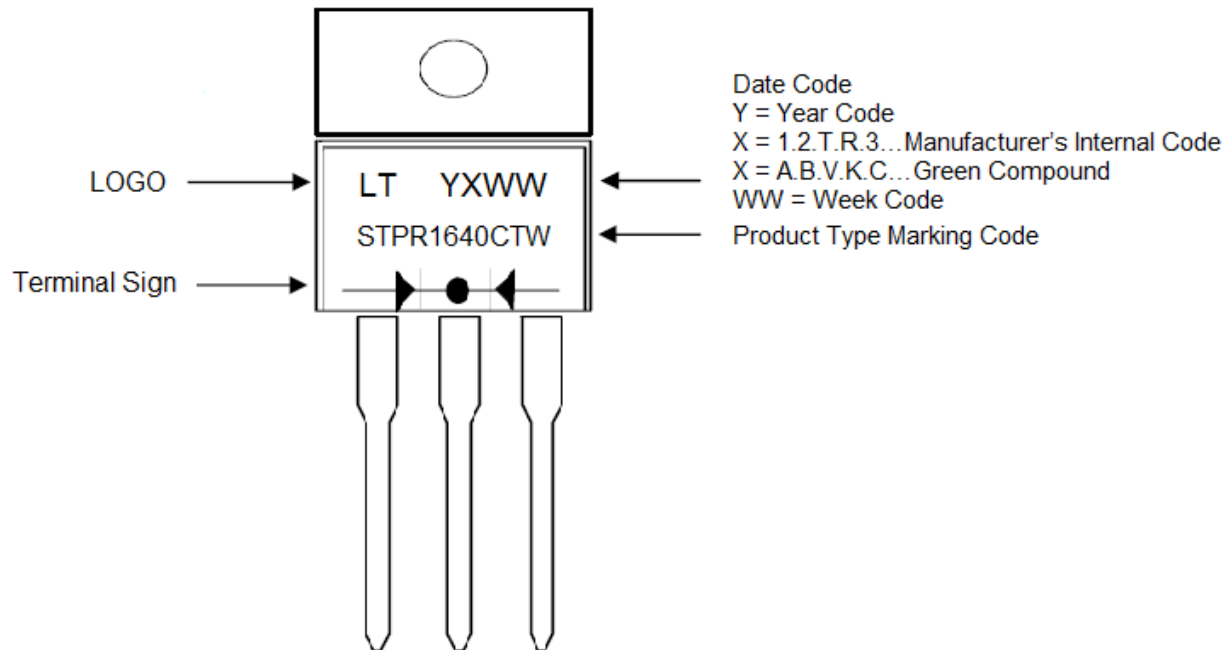 Date Code
Y = Year Code
X = 1.2.T.R.3...Manufacturer's Internal Code
X = A.B.V.K.C...Green Compound
WW = Week Code
LOGO
LT YXWW
STPR1640CTW
Product Type Marking Code
Terminal Sign